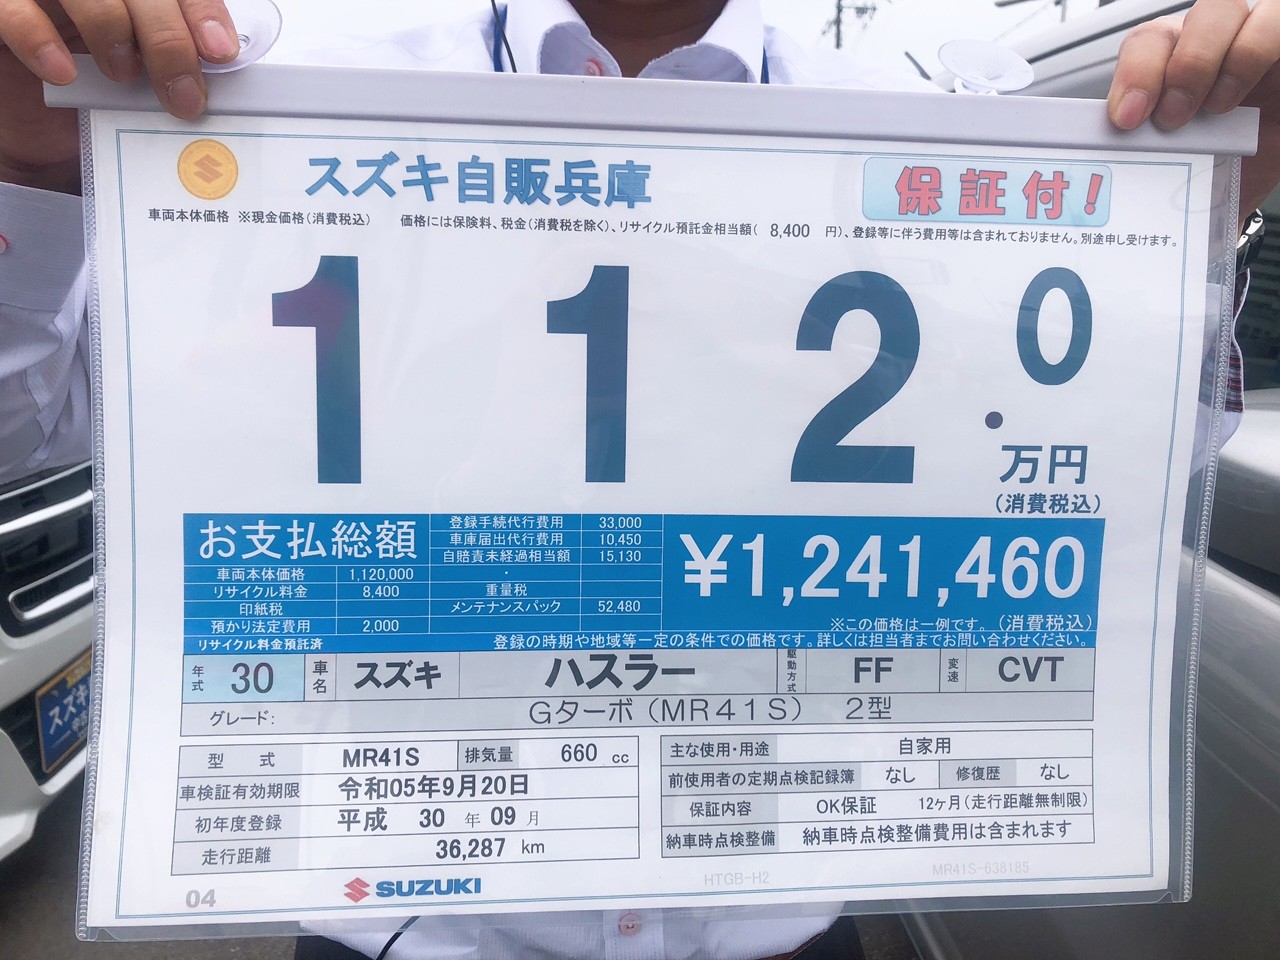 スズキ自販兵庫
保証付!
車両本体価格 ※現金価格(消費税込) 価格には保険料、税金(消費税を除く)、リサイクル預託金相当額( 8,400 円)、登録等に伴う費用等は含まれておりません。別途申し受けます。
112.0
万円
(消費税込)
お支払総額
登録手続代行費用 33,000
車庫届出代行費用 10,450
自賠責未経過相当額 15,130
車両本体価格 1,120,000
リサイクル料金 8,400 重量税
印紙税 メンテナンスパック 52,480
預かり法定費用 2,000
¥1,241,460
※この価格は一例です。(消費税込)
リサイクル料金預託済 登録の時期や地域等一定の条件での価格です。詳しくは担当者までお問い合わせください。
年式 30 車名 スズキ ハスラー 駆動方式 FF 変速 CVT
グレード: Gターボ(MR41S) 2型
型 式 MR41S 排気量 660 cc
車検証有効期限 令和05年9月20日
初年度登録 平成 30 年 09 月
走行距離 36,287 km
主な使用・用途 自家用
前使用者の定期点検記録簿 なし 修復歴 なし
保証内容 OK保証 12ヶ月(走行距離無制限)
納車時点検整備 納車時点検整備費用は含まれます
04
SUZUKI
HTGB-H2
MR41S-638185